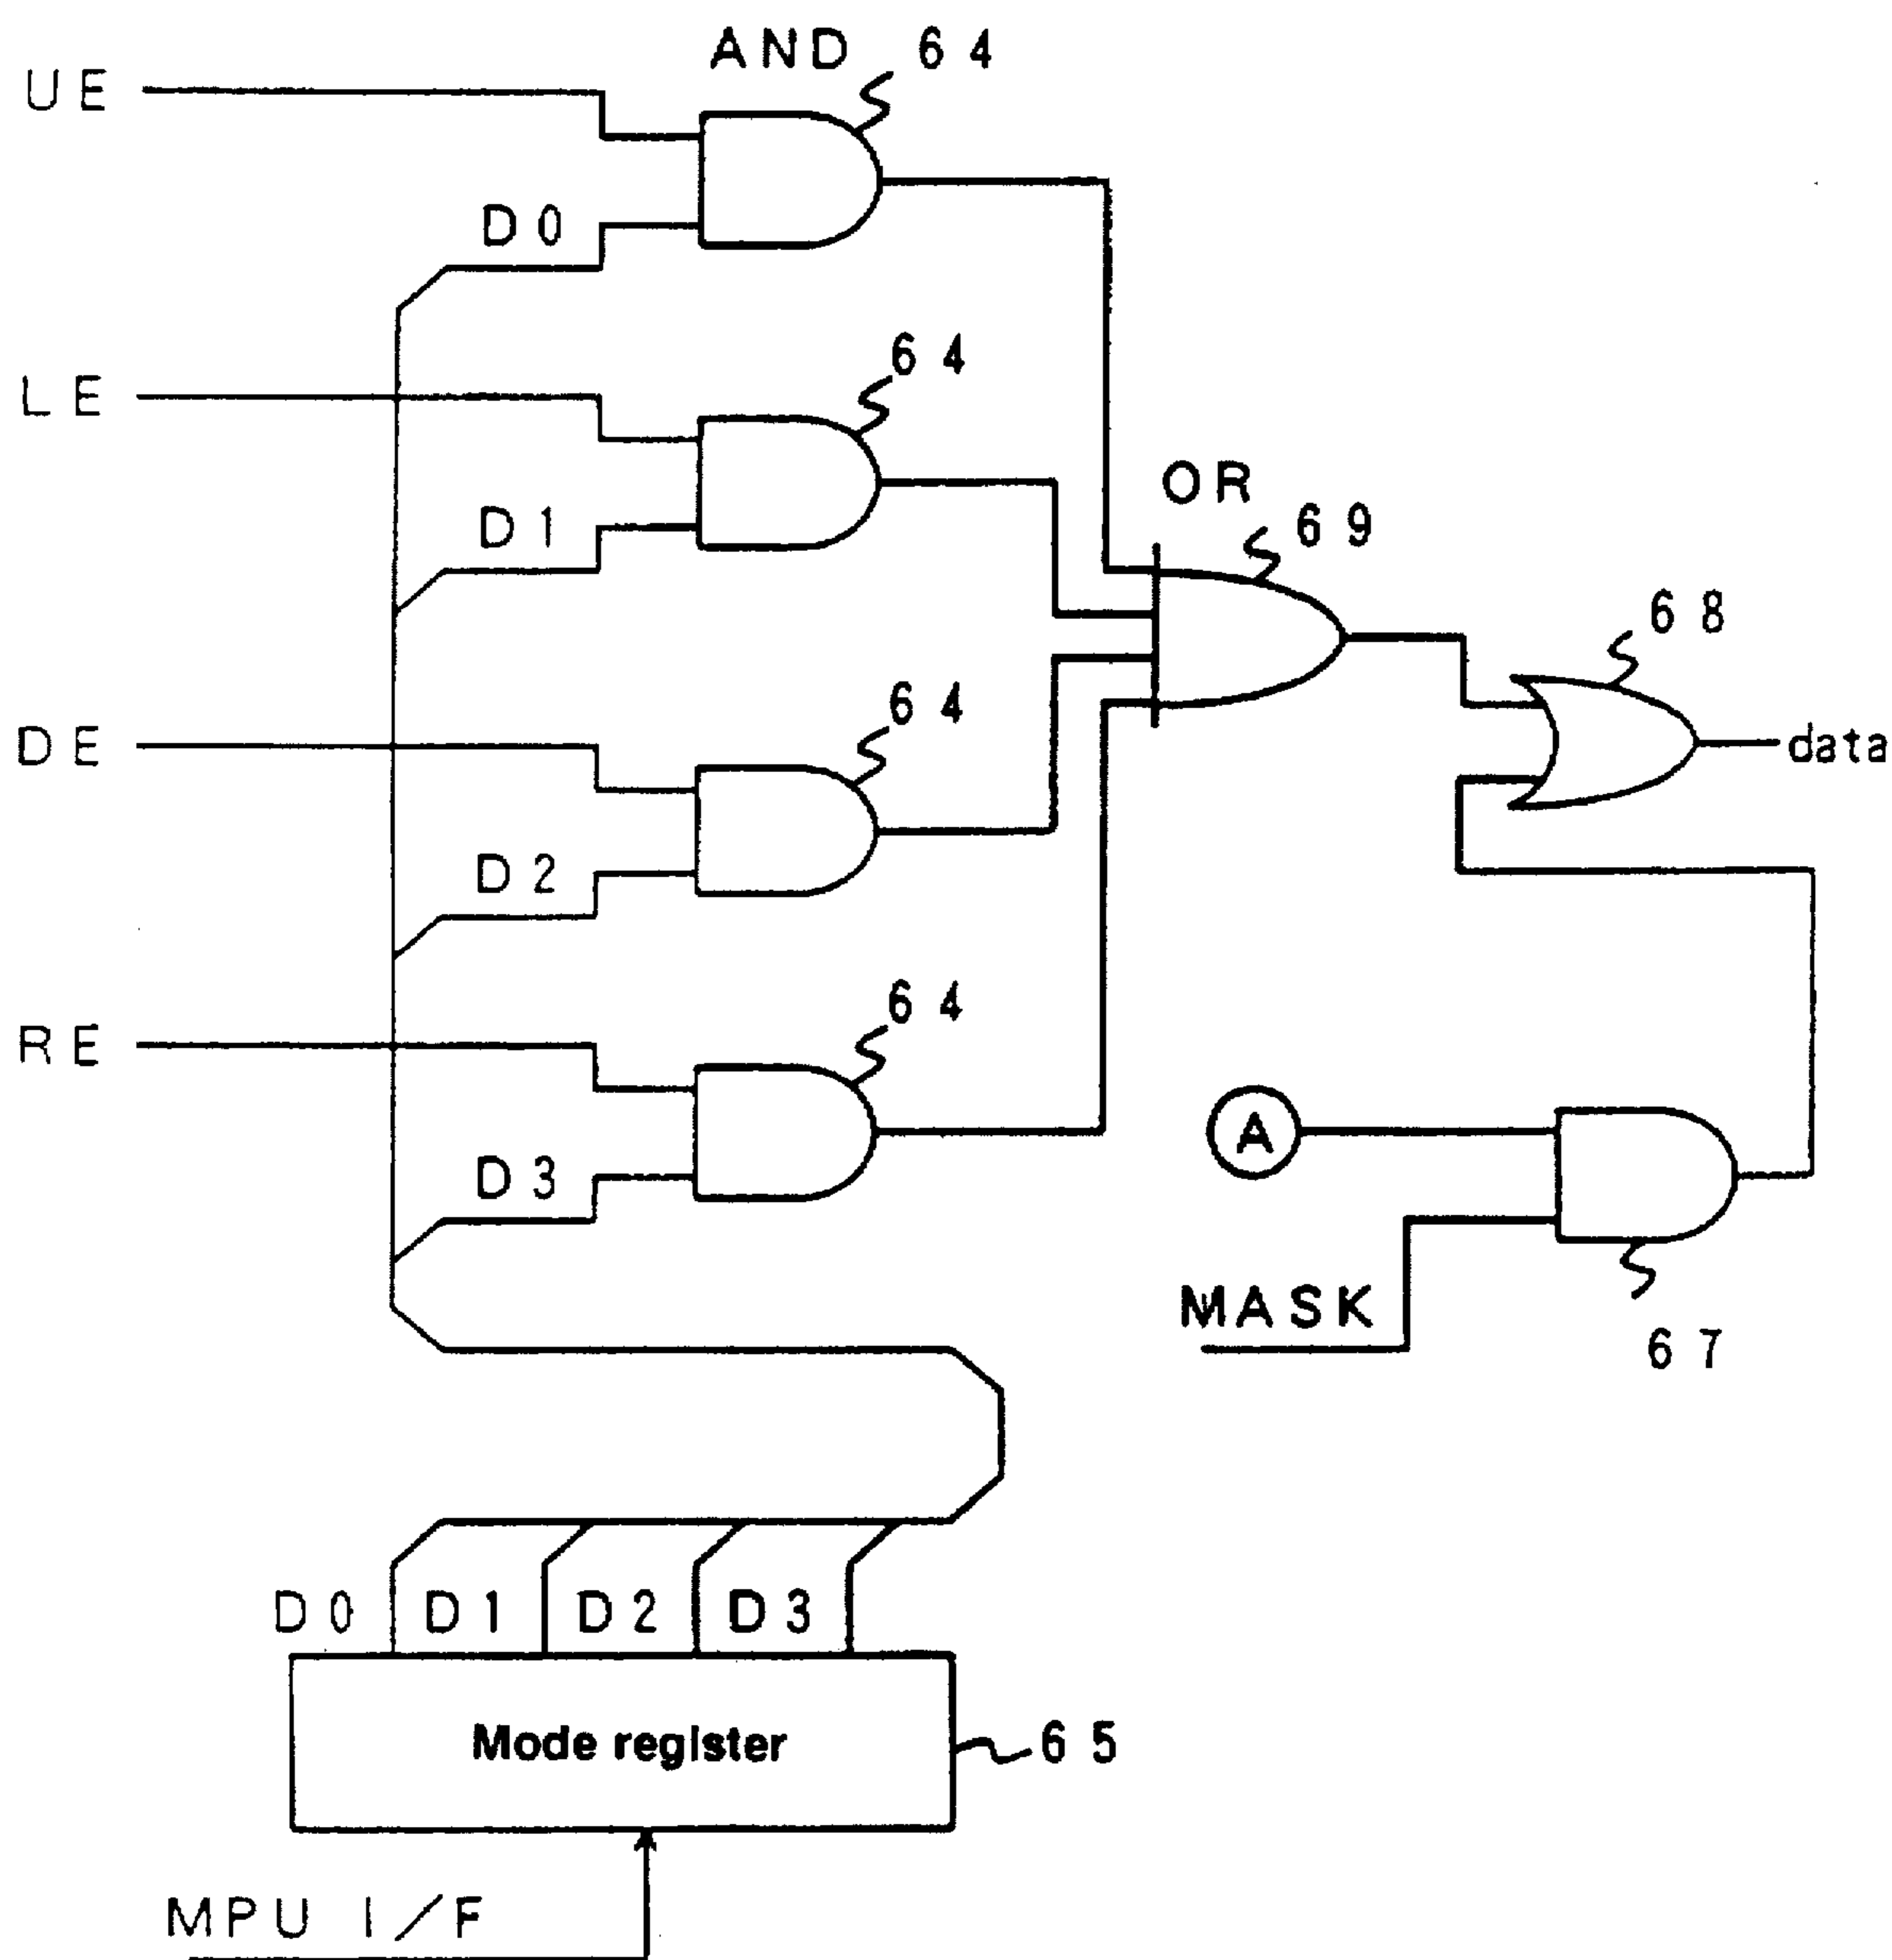 AND 64
UE
D0
LE
64
D1
OR
69
68
data
DE
64
D2
RE
64
D3
A
MASK
67
D0 D1 D2 D3
Mode register
65
MPU I/F